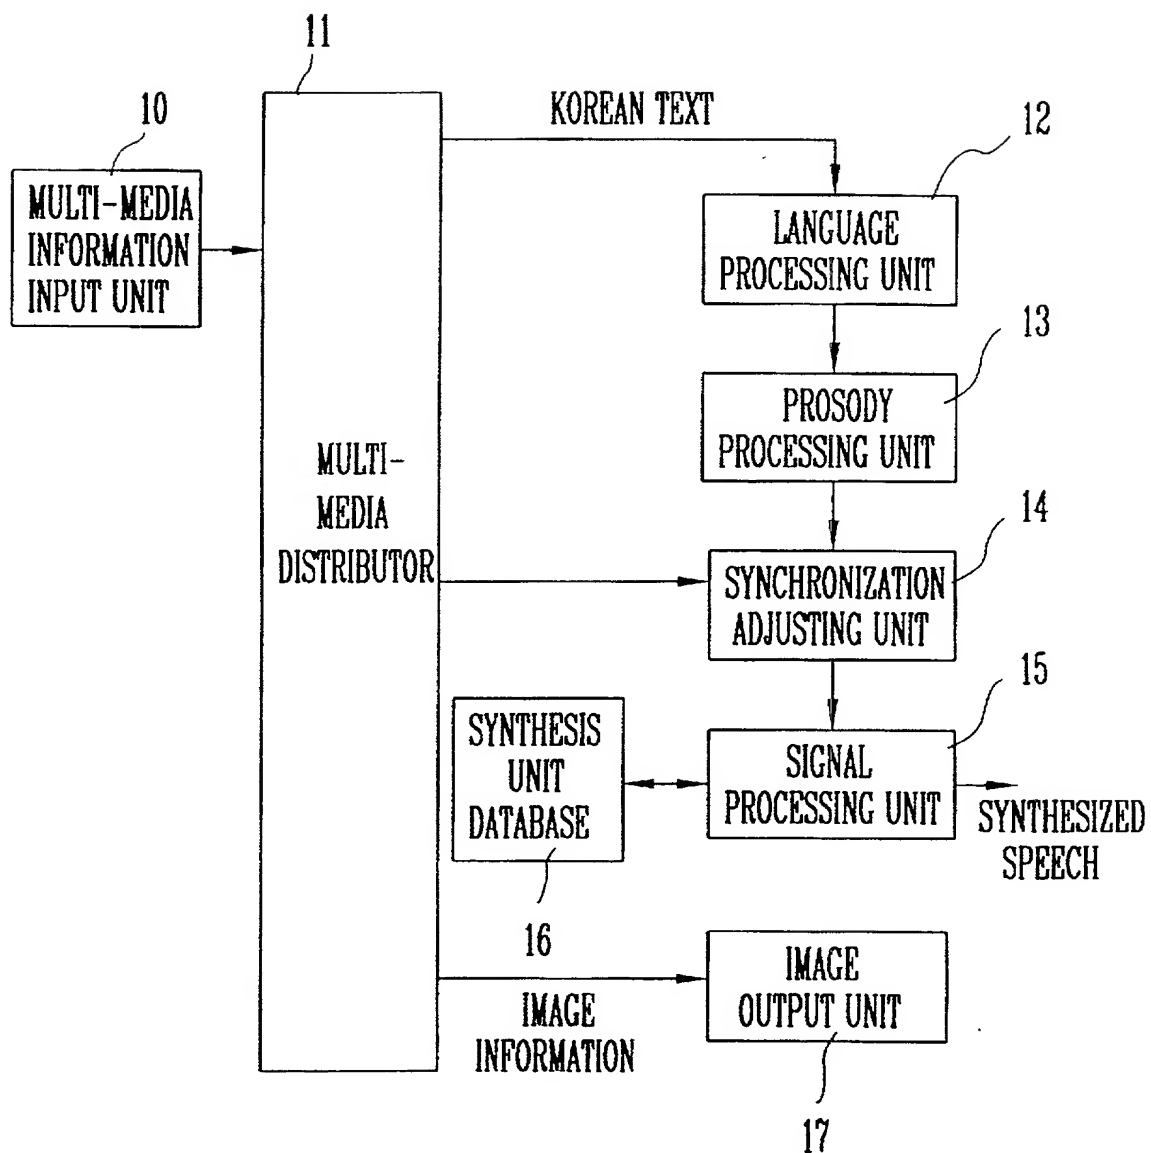 11
10
MULTI-MEDIA
INFORMATION
INPUT UNIT
MULTI-
MEDIA
DISTRIBUTOR
KOREAN TEXT
12
LANGUAGE
PROCESSING UNIT
13
PROSODY
PROCESSING UNIT
14
SYNCHRONIZATION
ADJUSTING UNIT
15
SIGNAL
PROCESSING UNIT
SYNTHESIZED
SPEECH
SYNTHESIS
UNIT
DATABASE
16
IMAGE
INFORMATION
IMAGE
OUTPUT UNIT
17